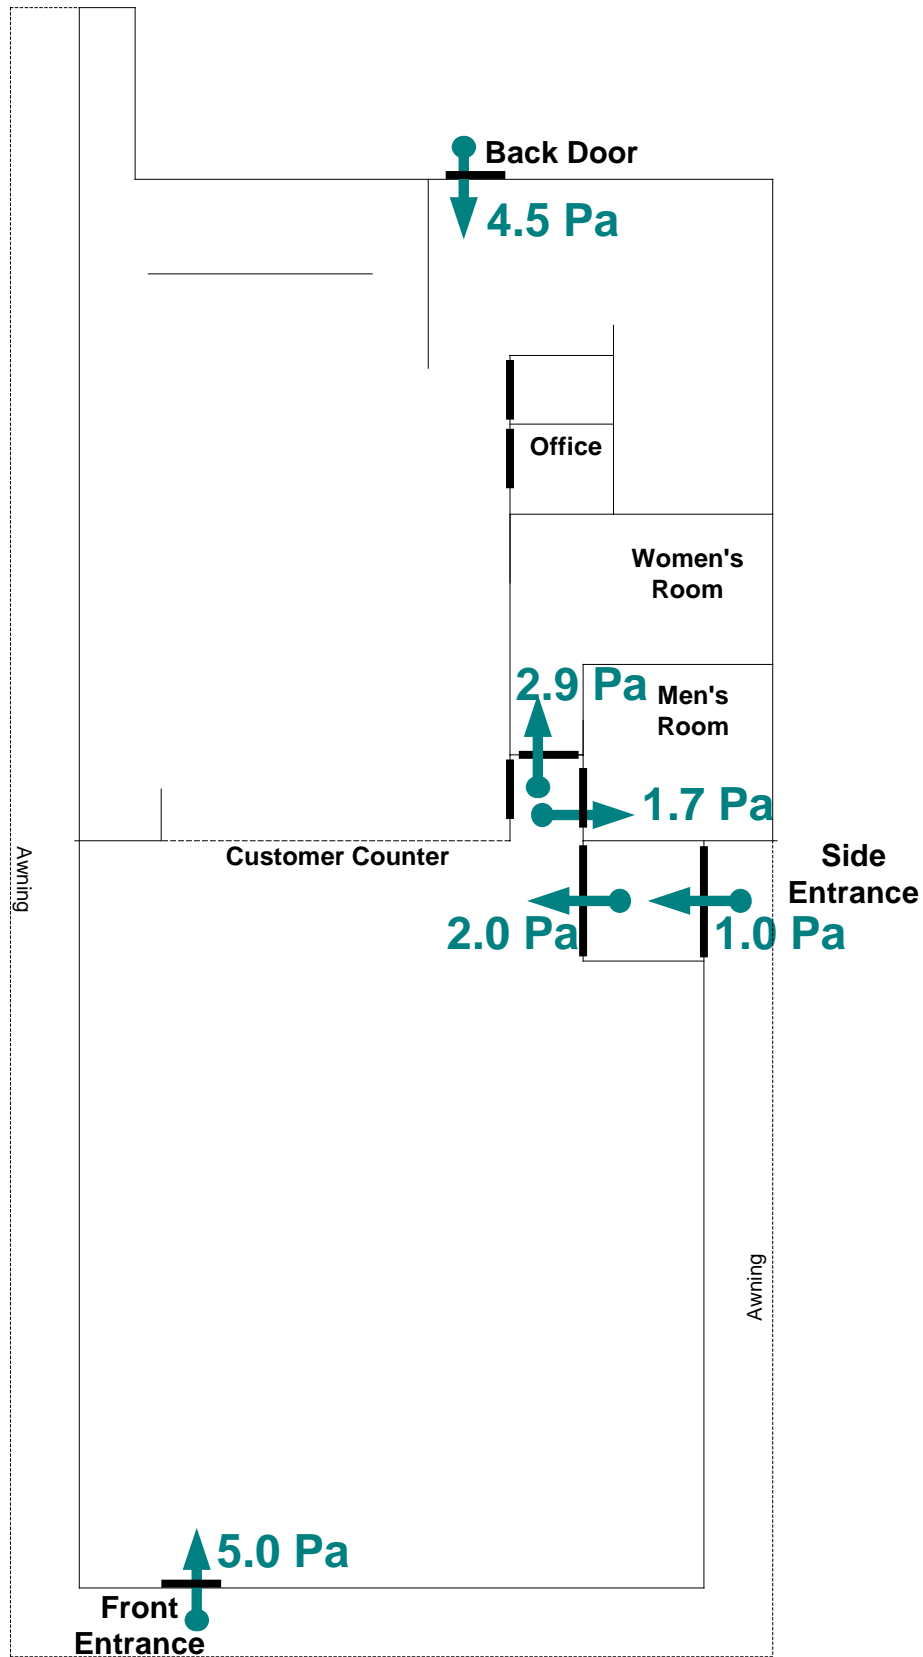 Back Door
4.5 Pa
Office
Women's
Room
2.9 Pa
Men's
Room
1.7 Pa
Customer Counter
Awning
Side
Entrance
2.0 Pa
1.0 Pa
Awning
5.0 Pa
Front
Entrance